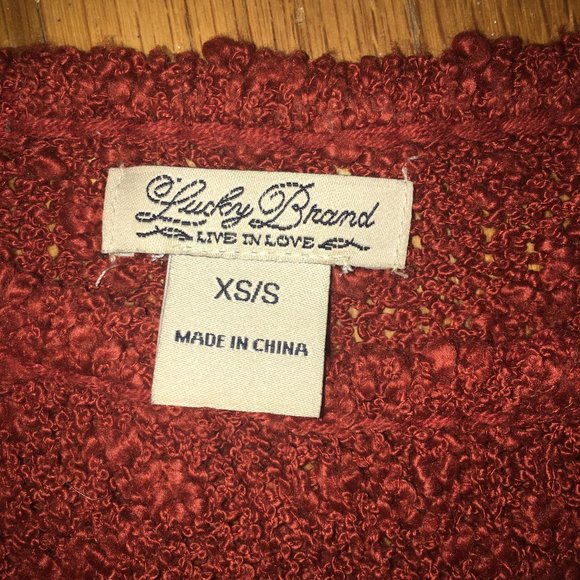 Lucky Brand
LIVE IN LOVE
XS/S
MADE IN CHINA